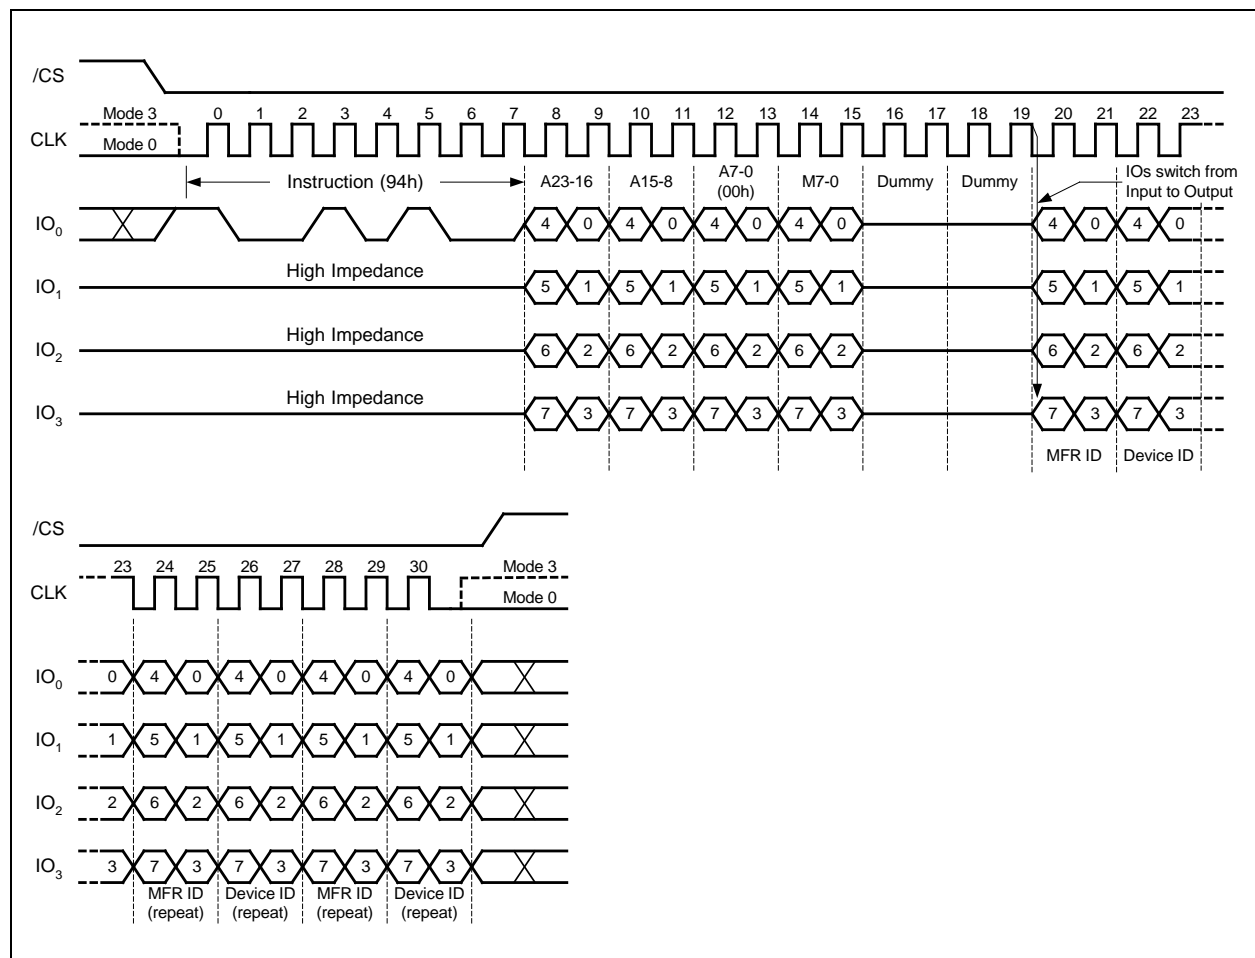 /CS
Mode 3 0 1 2 3 4 5 6 7 8 9 10 11 12 13 14 15 16 17 18 19 20 21 22 23
CLK
Mode 0
Instruction (94h) A23-16 A15-8 A7-0 (00h) M7-0 Dummy Dummy
IOs switch from
Input to Output
IO0 4 0 4 0 4 0 4 0 4 0 4 0
High Impedance
IO1 5 1 5 1 5 1 5 1 5 1 5 1
High Impedance
IO2 6 2 6 2 6 2 6 2 6 2 6 2
High Impedance
IO3 7 3 7 3 7 3 7 3 7 3 7 3
MFR ID Device ID
/CS
23 24 25 26 27 28 29 30 Mode 3
CLK
Mode 0
IO0 0 4 0 4 0 4 0 4 0
IO1 1 5 1 5 1 5 1 5 1
IO2 2 6 2 6 2 6 2 6 2
IO3 3 7 3 7 3 7 3 7 3
MFR ID Device ID MFR ID Device ID
(repeat) (repeat) (repeat) (repeat)